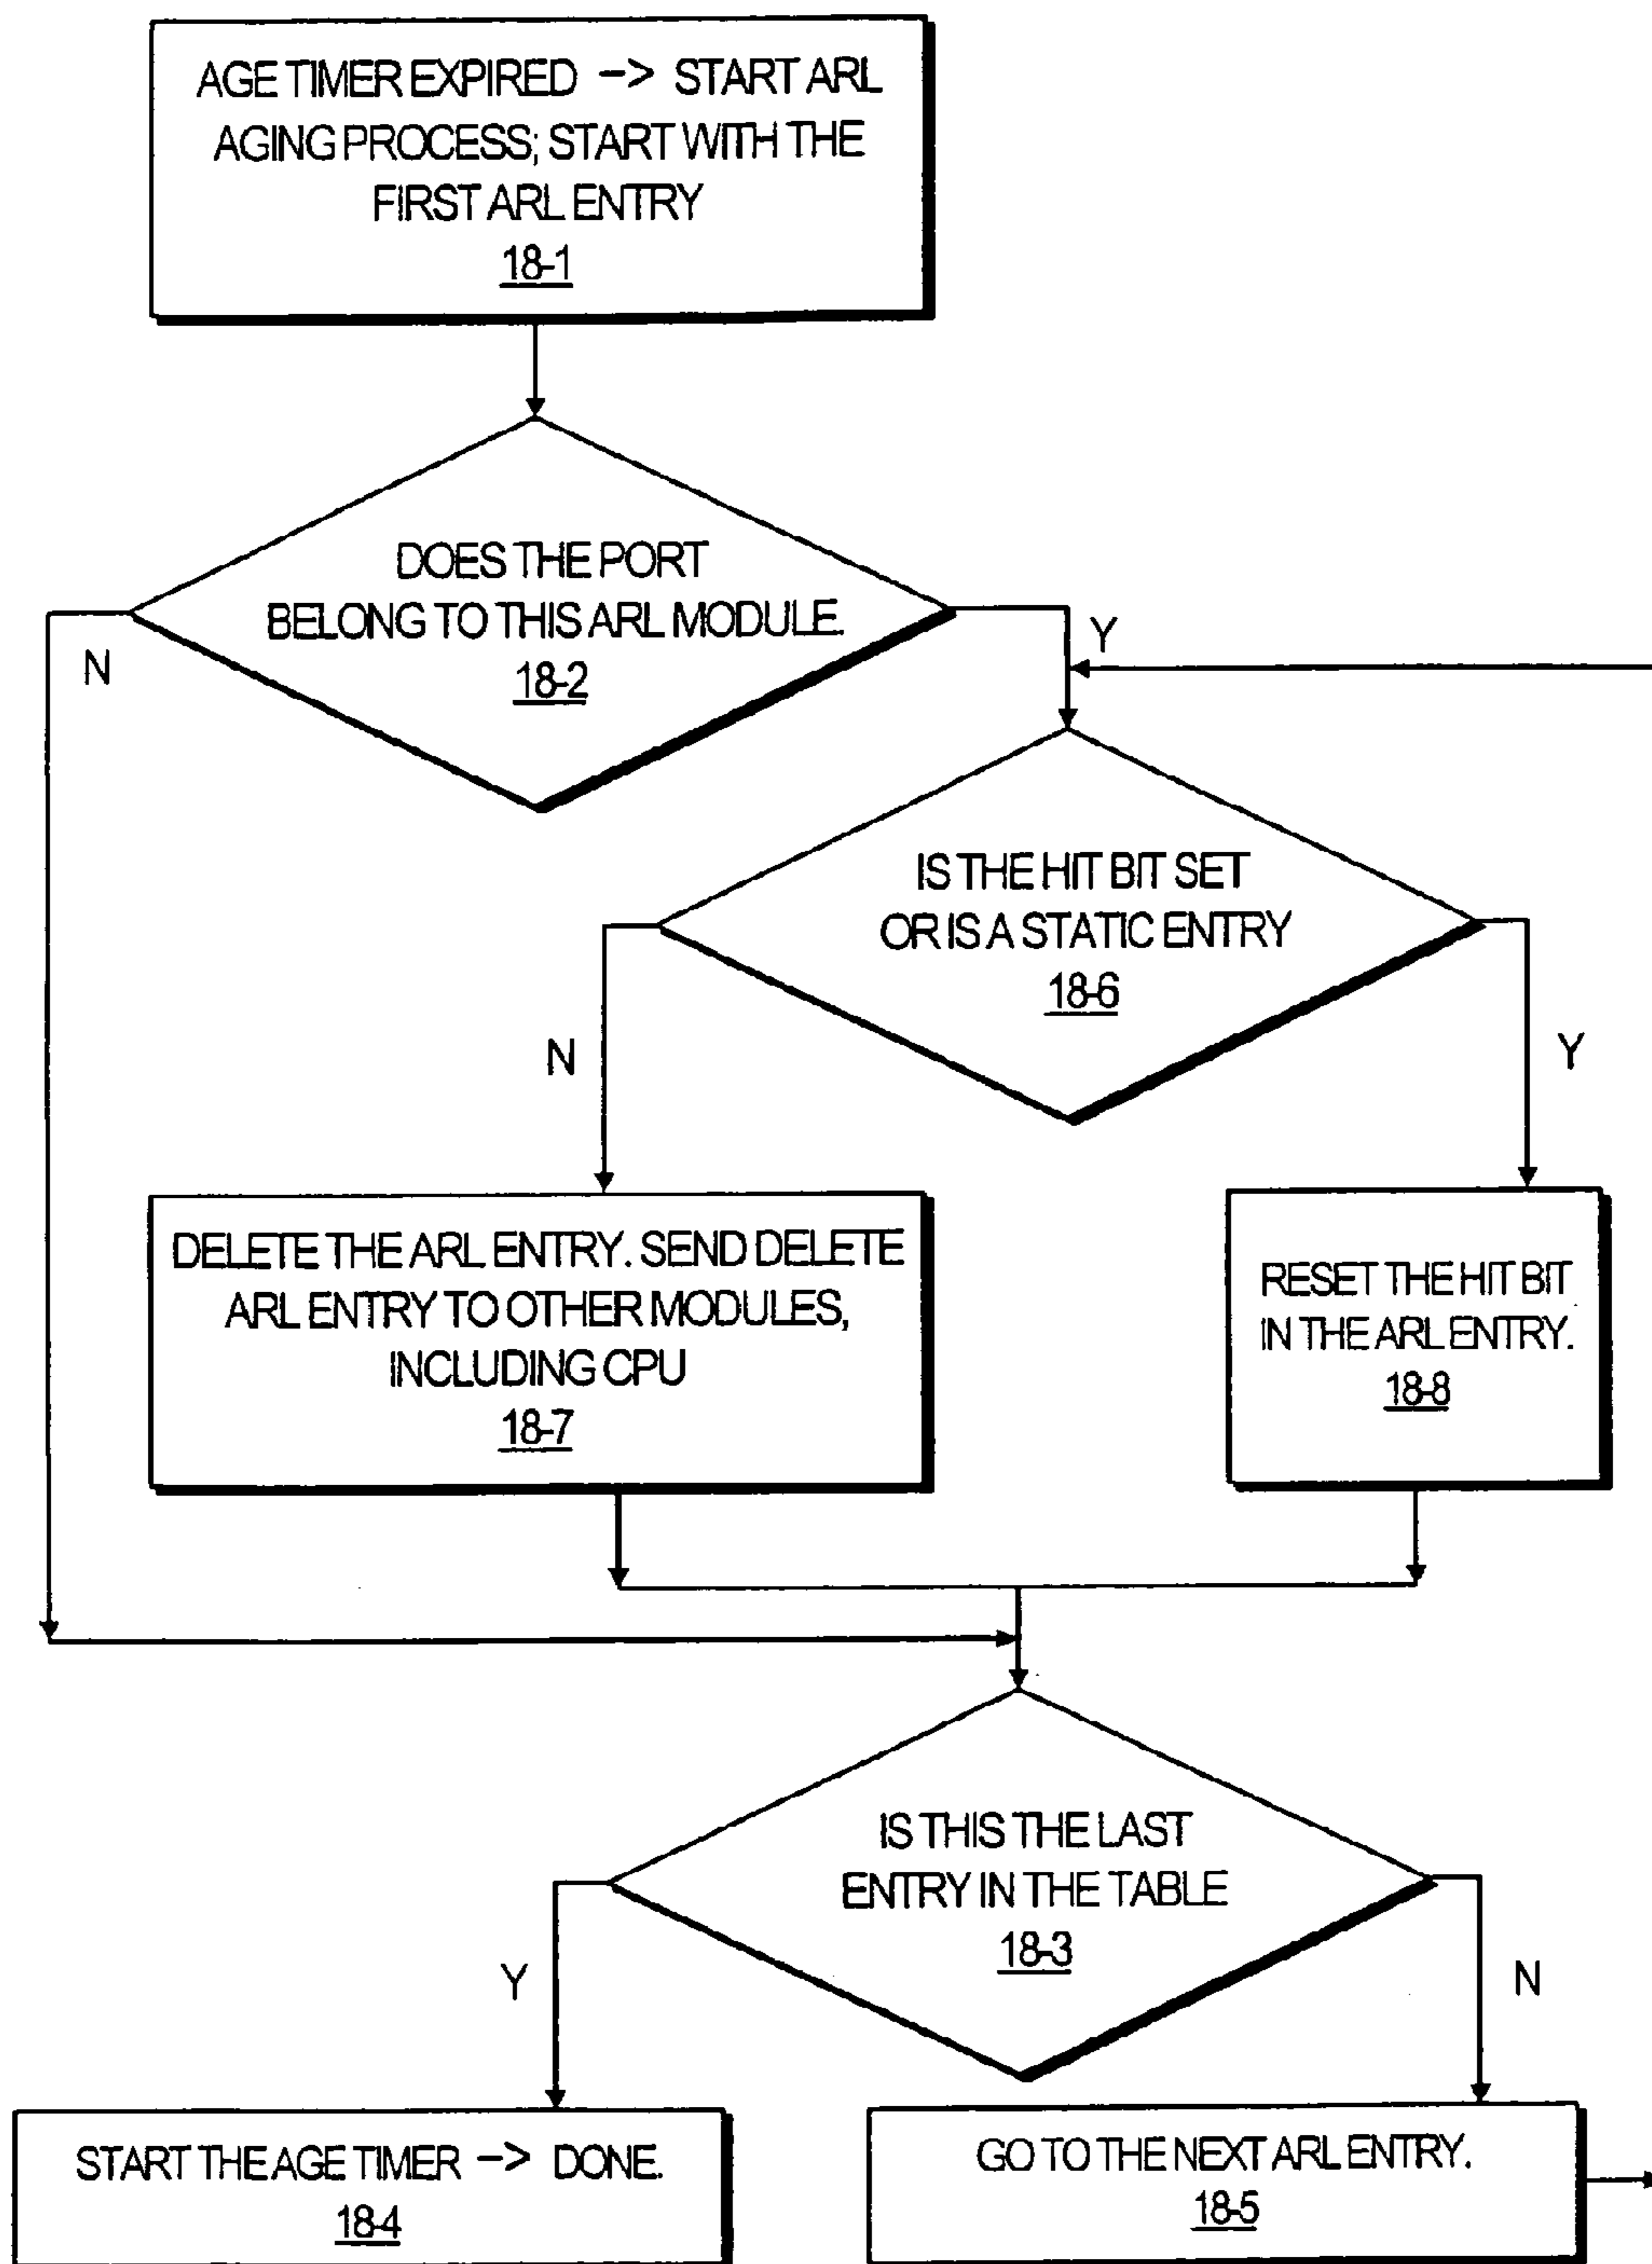 AGE TIMER EXPIRED -> START ARL
AGING PROCESS; START WITH THE
FIRST ARL ENTRY
18-1
DOES THE PORT
BELONG TO THIS ARL MODULE.
18-2
N
Y
IS THE HIT BIT SET
OR IS A STATIC ENTRY
18-6
N
Y
DELETE THE ARL ENTRY. SEND DELETE
ARL ENTRY TO OTHER MODULES,
INCLUDING CPU
18-7
RESET THE HIT BIT
IN THE ARL ENTRY.
18-8
IS THIS THE LAST
ENTRY IN THE TABLE
18-3
Y
N
START THE AGE TIMER -> DONE.
18-4
GO TO THE NEXT ARL ENTRY.
18-5